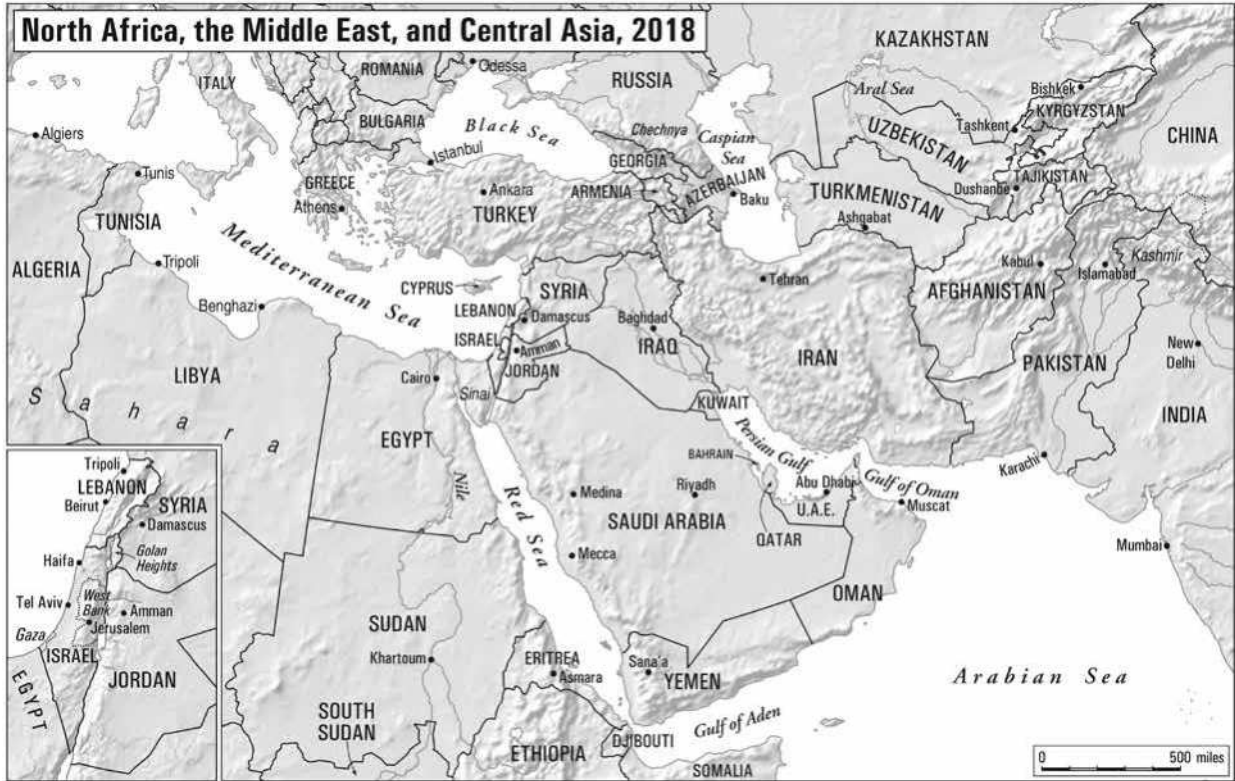 North Africa, the Middle East, and Central Asia, 2018
KAZAKHSTAN
ROMANIA
Odessa
RUSSIA
ITALY
Aral Sea
Bishkek
KYRGYZSTAN
BULGARIA
Black Sea
Chechnya
Caspian
Sea
Tashkent
UZBEKISTAN
CHINA
Algiers
Istanbul
GEORGIA
Tunis
GREECE
Ankara
ARMENIA
AZERBAIJAN
Baku
TURKMENISTAN
Dushanbe
TAJIKISTAN
Athens
TURKEY
Ashgabat
TUNISIA
Mediterranean Sea
ALGERIA
Tripoli
Tehran
Kabul
Islamabad
Kashmir
CYPRUS
SYRIA
AFGHANISTAN
Benghazi
LEBANON
Damascus
Baghdad
ISRAEL
Amman
IRAQ
IRAN
New
Delhi
JORDAN
PAKISTAN
LIBYA
Cairo
Sinai
Sahara
KUWAIT
INDIA
EGYPT
Persian Gulf
BAHRAIN
Karachi
Nile
Red Sea
Medina
Riyadh
Abu Dhabi
Gulf of Oman
U.A.E.
Muscat
SAUDI ARABIA
QATAR
Mecca
Mumbai
OMAN
SUDAN
Khartoum
ERITREA
Asmara
Sana'a
YEMEN
Arabian Sea
SOUTH
SUDAN
Gulf of Aden
ETHIOPIA
DJIBOUTI
SOMALIA
0 500 miles
Tripoli
LEBANON
Beirut
SYRIA
Damascus
Golan
Heights
Haifa
Tel Aviv
West
Bank
Amman
Jerusalem
Gaza
ISRAEL
JORDAN
EGYPT